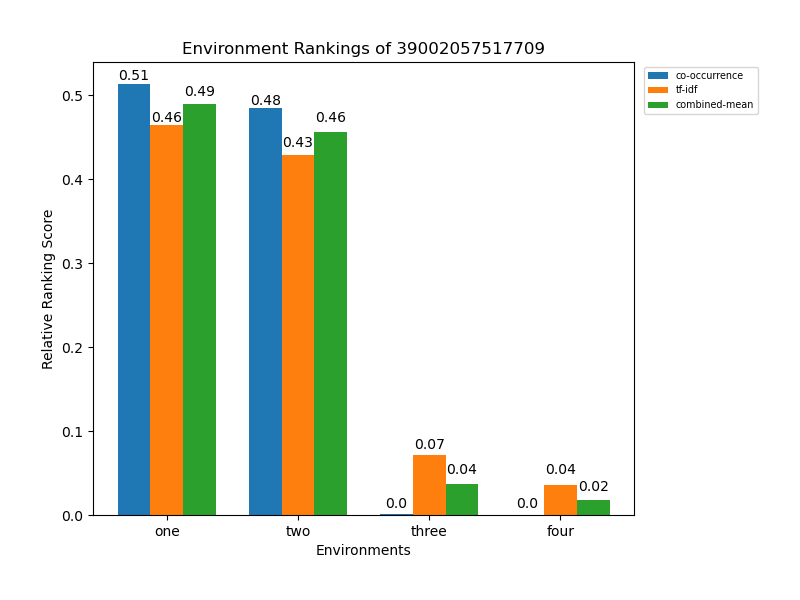 Environment Rankings of 39002057517709
co-occurrence
tf-idf
combined-mean
Relative Ranking Score
0.5
0.4
0.3
0.2
0.1
0.0
0.51
0.46
0.49
0.48
0.43
0.46
0.0
0.07
0.04
0.0
0.04
0.02
one
two
three
four
Environments